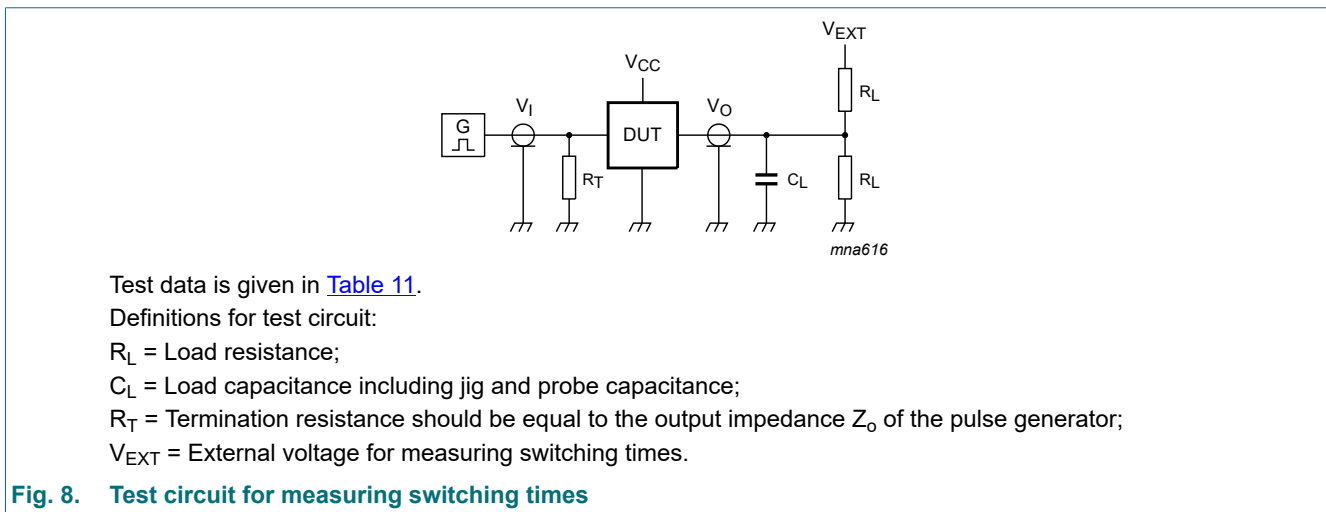 VEXT
VCC
RL
VI
VO
G
DUT
RT
CL
RL
mna616
Test data is given in Table 11.
Definitions for test circuit:
RL = Load resistance;
CL = Load capacitance including jig and probe capacitance;
RT = Termination resistance should be equal to the output impedance Zo of the pulse generator;
VEXT = External voltage for measuring switching times.
Fig. 8. Test circuit for measuring switching times